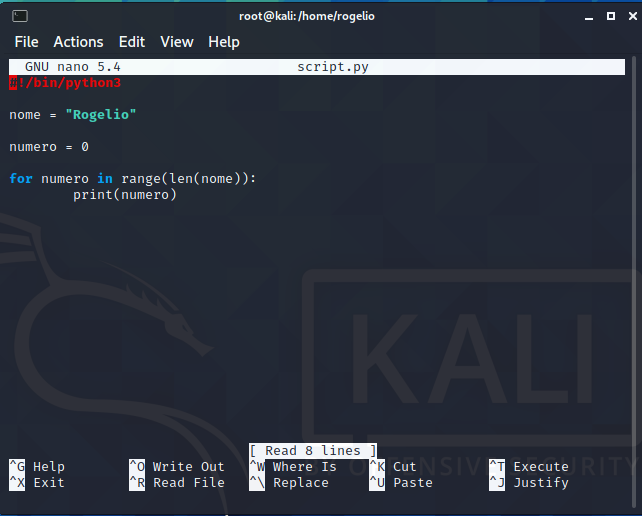 root@kali:/home/rogelio
File Actions Edit View Help
GNU nano 5.4 script.py
#!/bin/python3
nome = "Rogelio"
numero = 0
for numero in range(len(nome)):
print(numero)
KALI
[ Read 8 lines ]
^G Help ^O Write Out ^W Where Is ^K Cut ^T Execute
OFFENSIVE SECURITY
^X Exit ^R Read File ^\ Replace ^U Paste ^J Justify